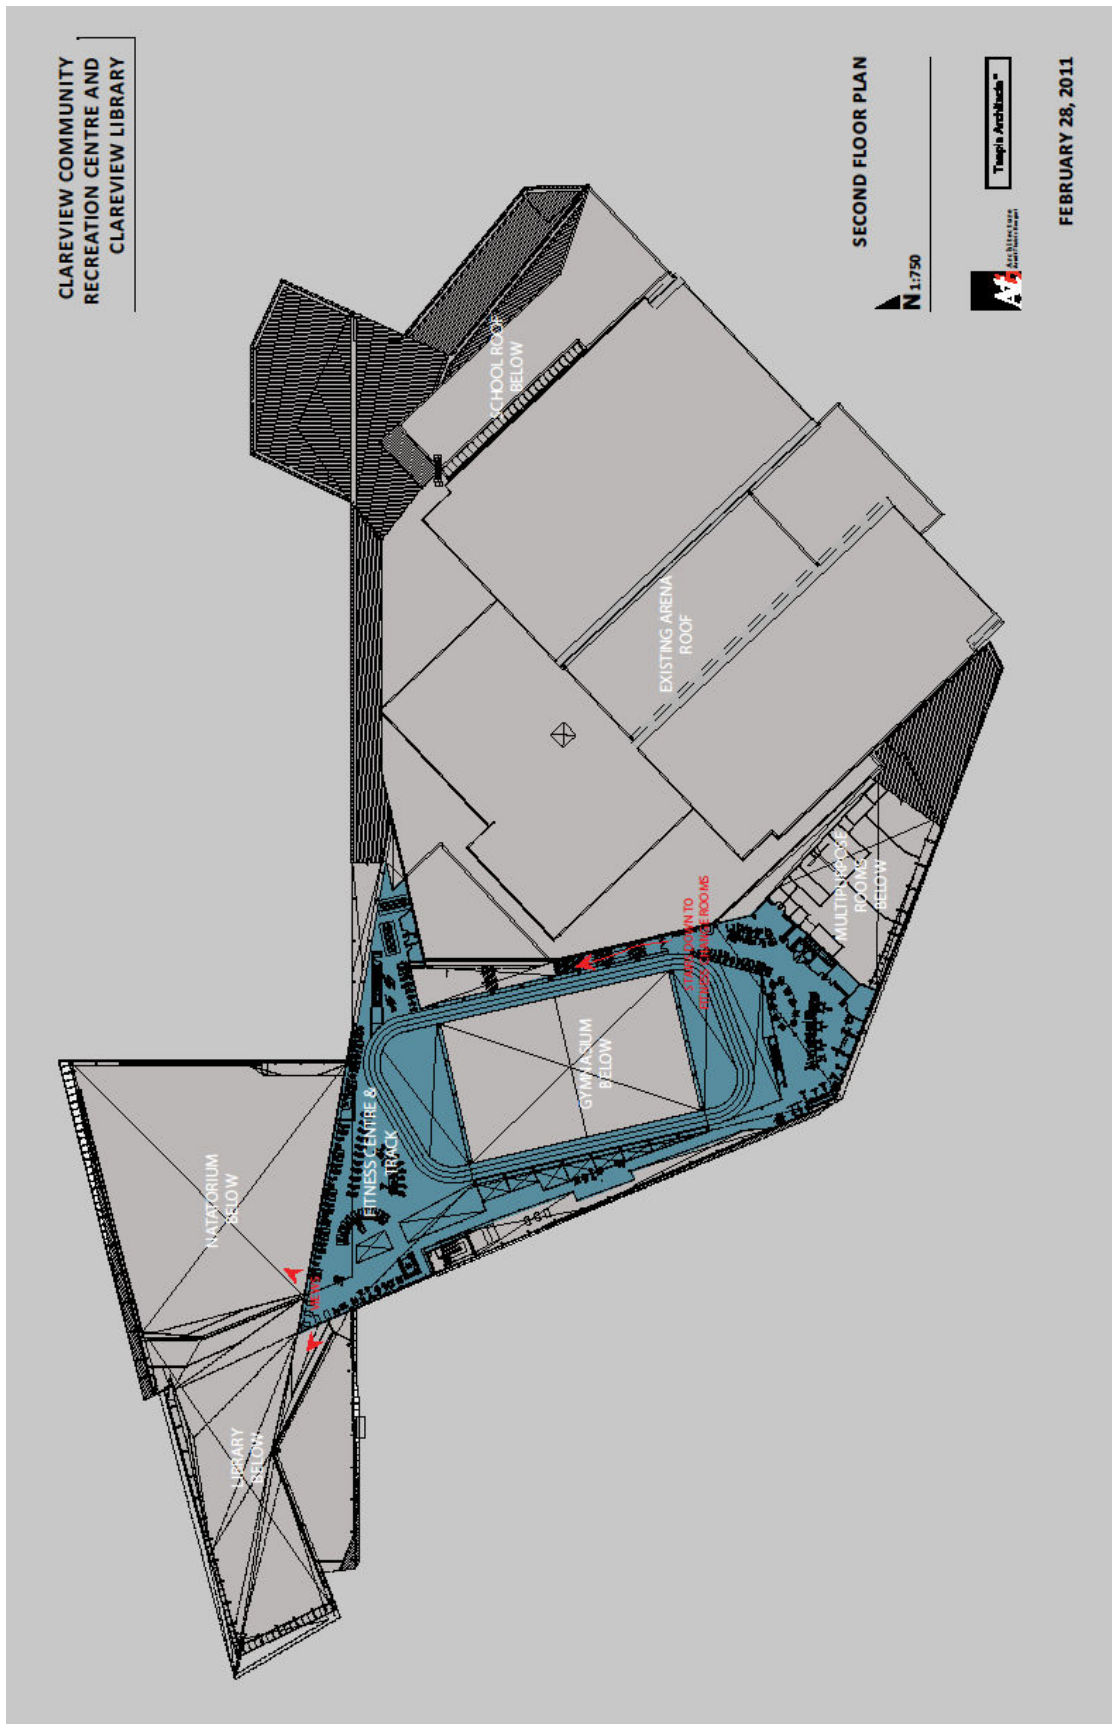 CLAREVIEW COMMUNITY
RECREATION CENTRE AND
CLAREVIEW LIBRARY
SECOND FLOOR PLAN
N 1:750
Architecture
FEBRUARY 28, 2011
SCHOOL ROOF
BELOW
EXISTING ARENA
ROOF
MULTIPURPOSE
ROOMS
BELOW
STAIRS DOWN TO
FITNESS CHANGE ROOMS
GYMNASIUM
BELOW
FITNESS CENTRE &
TRACK
NATATORIUM
BELOW
LIBRARY
BELOW